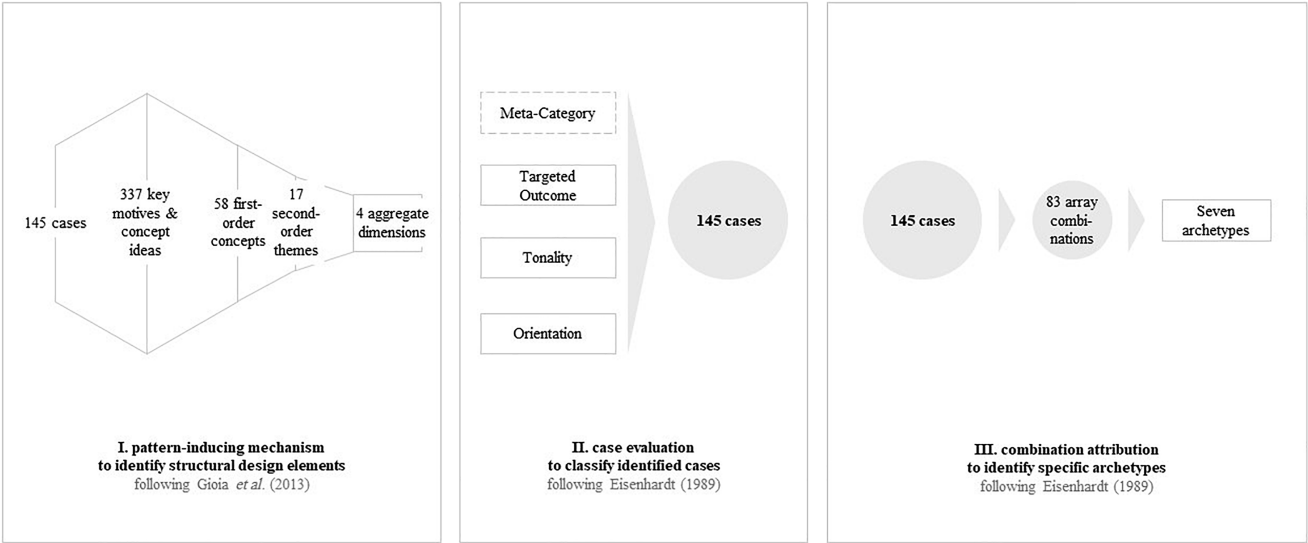 145 cases
337 key
motives &
concept
ideas
58 first-
order
concepts
17
second-
order
themes
4 aggregate
dimensions
I. pattern-inducing mechanism
to identify structural design elements
following Gioia et al. (2013)
Meta-Category
Targeted
Outcome
Tonality
Orientation
145 cases
II. case evaluation
to classify identified cases
following Eisenhardt (1989)
145 cases
83 array
combi-
nations
Seven
archetypes
III. combination attribution
to identify specific archetypes
following Eisenhardt (1989)